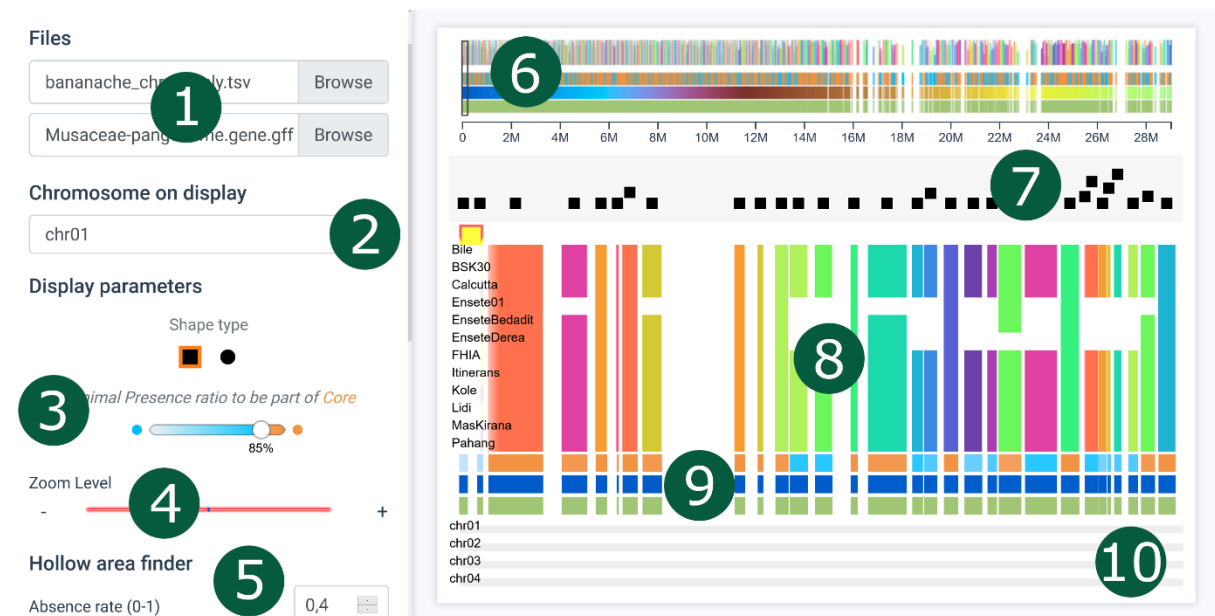 Files
bananache_ch ly.tsv
Browse
1
Musaceae-pang me.gene.gff
Browse
Chromosome on display
chr01
2
Display parameters
Shape type
3
imal Presence ratio to be part of Core
85%
Zoom Level
-
4
+
Hollow area finder
5
Absence rate (0-1)
0,4
6
0 2M 4M 6M 8M 10M 12M 14M 16M 18M 20M 22M 24M 26M 28M
7
Bile
BSK30
Calcutta
Ensete01
EnseteBedadit
EnseteDerea
FHIA
8
Itinerans
Kole
Lidi
MasKirana
Pahang
9
chr01
chr02
chr03
10
chr04